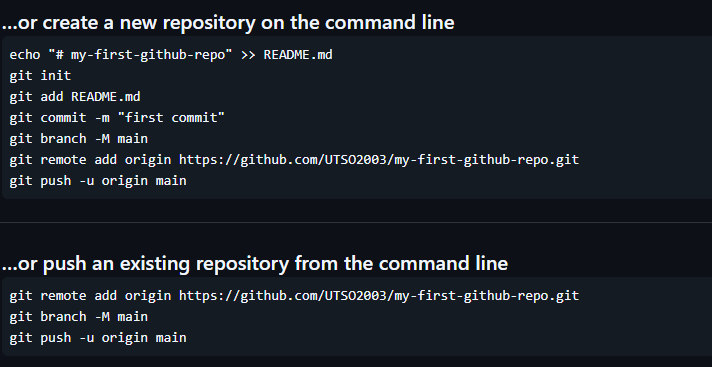 ...or create a new repository on the command line
echo "# my-first-github-repo" >> README.md
git init
git add README.md
git commit -m "first commit"
git branch -M main
git remote add origin https://github.com/UTSO2003/my-first-github-repo.git
git push -u origin main
...or push an existing repository from the command line
git remote add origin https://github.com/UTSO2003/my-first-github-repo.git
git branch -M main
git push -u origin main